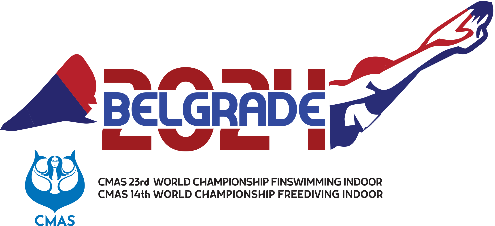 2024
BELGRADE
CMAS 23rd WORLD CHAMPIONSHIP FINSWIMMING INDOOR
CMAS 14th WORLD CHAMPIONSHIP FREEDIVING INDOOR
CMAS